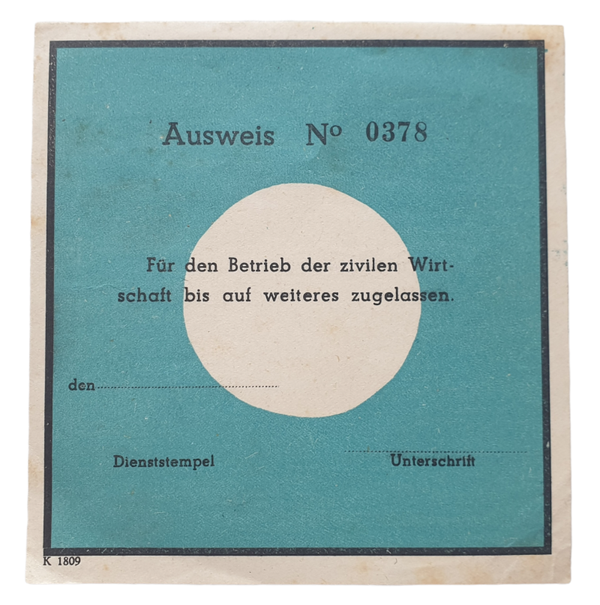 Ausweis Nº 0378
Für den Betrieb der zivilen Wirt-
schaft bis auf weiteres zugelassen.
den
Dienststempel Unterschrift
K 1809